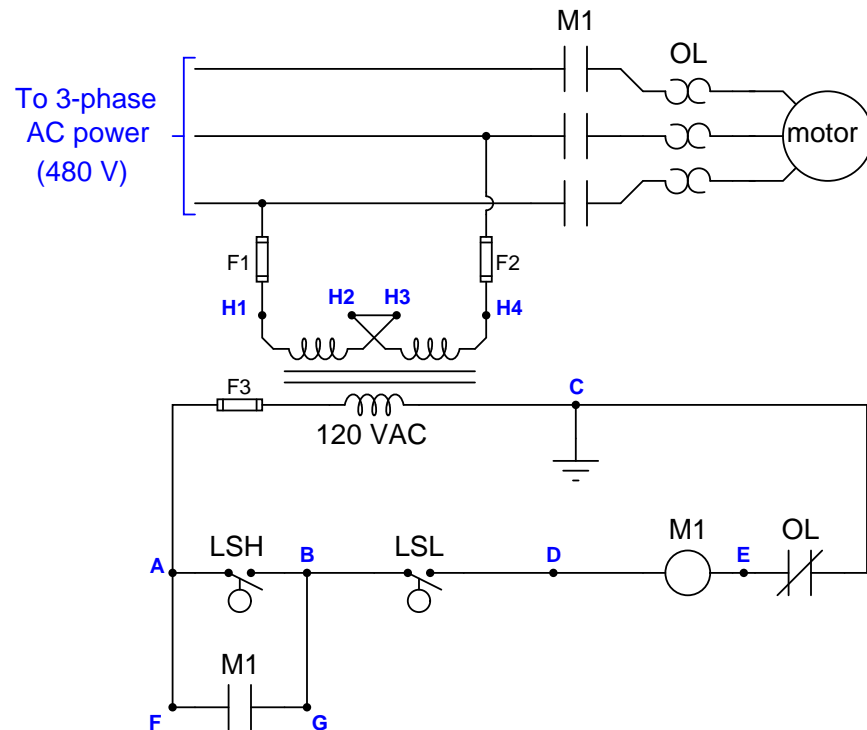 M1
OL
To 3-phase
AC power
(480 V)
motor
F1
F2
H1
H2
H3
H4
F3
C
120 VAC
LSH
LSL
M1
OL
A
B
D
E
M1
F
G